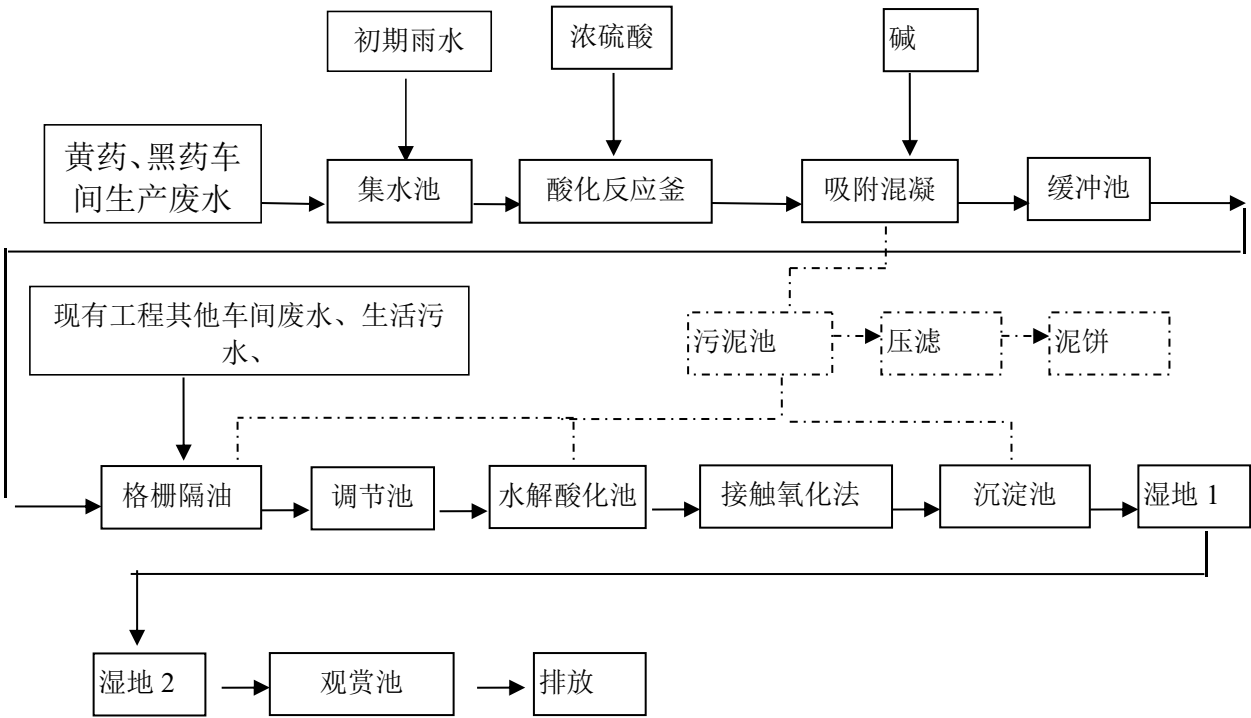 初期雨水
浓硫酸
碱
黄药、黑药车
间生产废水
集水池
酸化反应釜
吸附混凝
缓冲池
现有工程其他车间废水、生活污
水、
污泥池
压滤
泥饼
格栅隔油
调节池
水解酸化池
接触氧化法
沉淀池
湿地 1
湿地 2
观赏池
排放